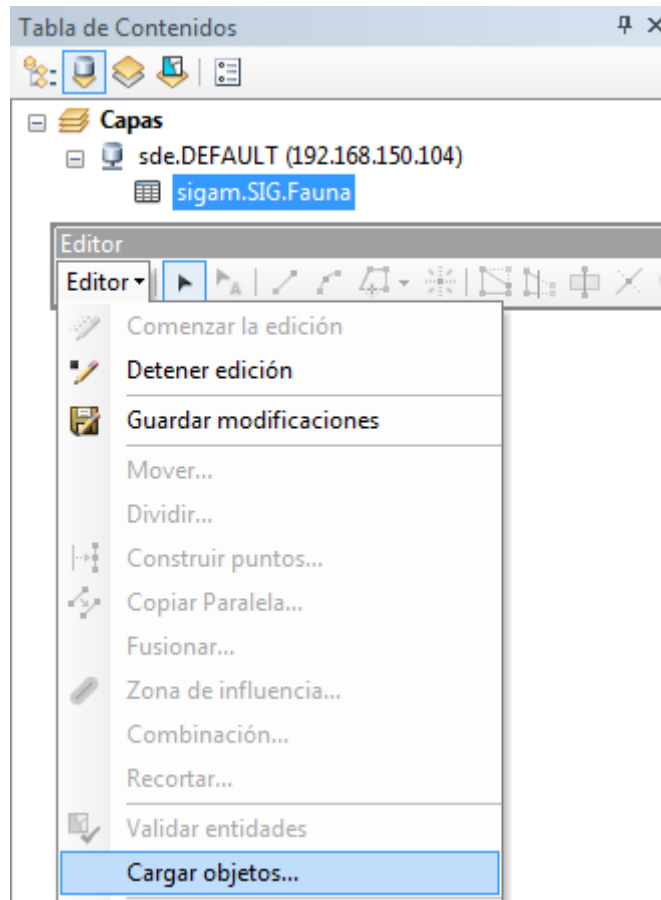 Tabla de Contenidos
Capas
sde.DEFAULT (192.168.150.104)
sigam.SIG.Fauna
Editor
Editor
Comenzar la edición
Detener edición
Guardar modificaciones
Mover...
Dividir...
Construir puntos...
Copiar Paralela...
Fusionar...
Zona de influencia...
Combinación...
Recortar...
Validar entidades
Cargar objetos...